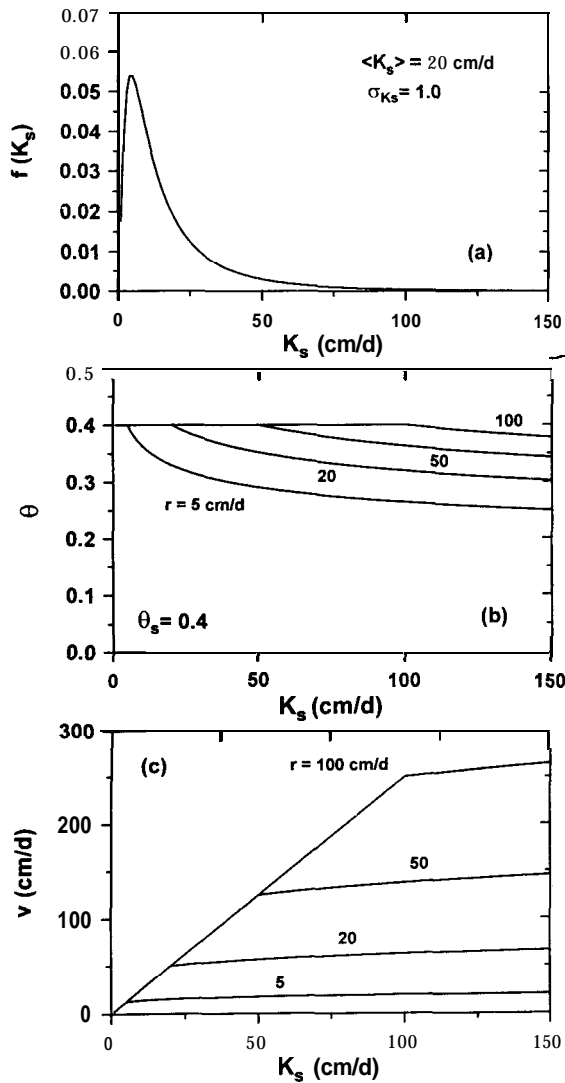 0.07
0.06
0.05
0.04
0.03
0.02
0.01
0.00
f (Ks)
<Ks> = 20 cm/d
σKs= 1.0
(a)
0 50 100 150
Ks (cm/d)
0.5
0.4
0.3
0.2
0.1
0.0
θ
100
50
20
r = 5 cm/d
θs= 0.4
(b)
0 50 100 150
Ks (cm/d)
300
200
100
0
v (cm/d)
(c)
r = 100 cm/d
50
20
5
0 50 100 150
Ks (cm/d)